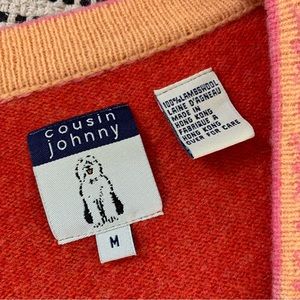 cousin
johnny
M
100% LAMBSWOOL
LAINE D'AGNEAU
MADE IN
HONG KONG
FABRIQUE A
HONG KONG
OVER FOR CARE